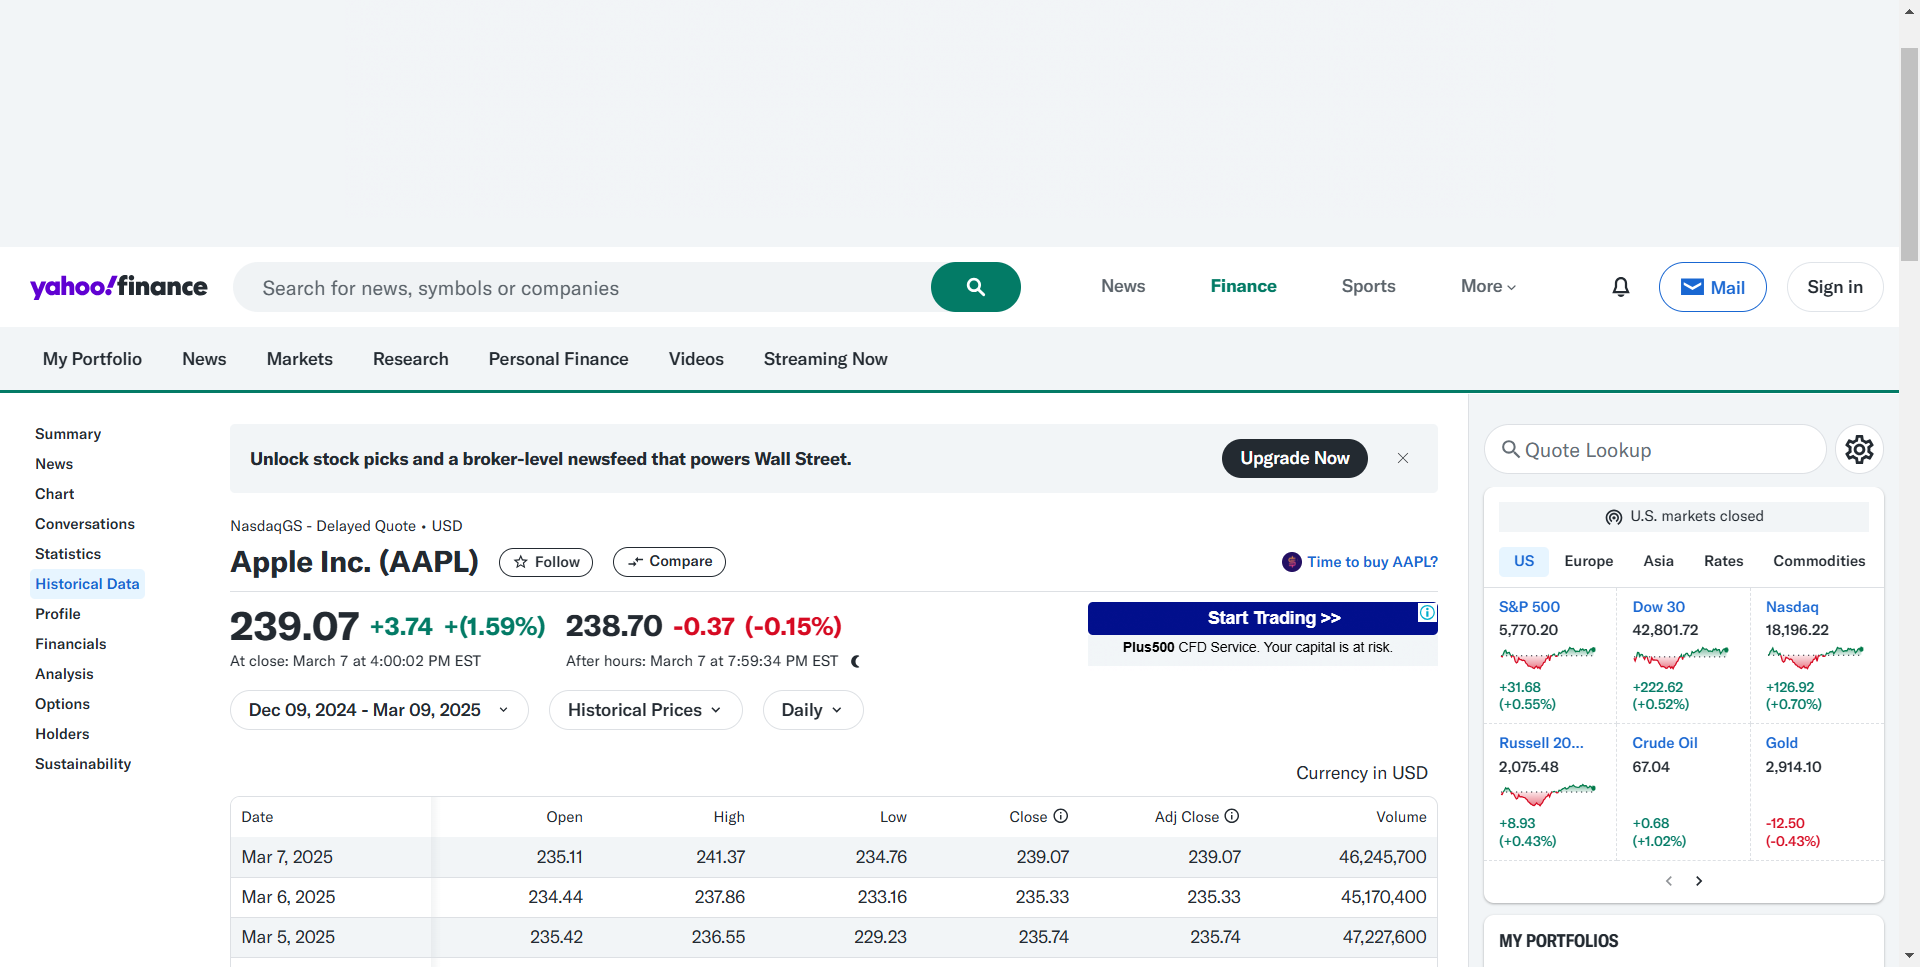 yahoo!finance
Search for news, symbols or companies
News Finance Sports More
Mail
Sign in
My Portfolio News Markets Research Personal Finance Videos Streaming Now
Summary
News
Chart
Conversations
Statistics
Historical Data
Profile
Financials
Analysis
Options
Holders
Sustainability
Unlock stock picks and a broker-level newsfeed that powers Wall Street.
Upgrade Now
NasdaqGS - Delayed Quote • USD
Apple Inc. (AAPL)
Follow
Compare
Time to buy AAPL?
239.07 +3.74 +(1.59%) 238.70 -0.37 (-0.15%)
At close: March 7 at 4:00:02 PM EST
After hours: March 7 at 7:59:34 PM EST
Start Trading >>
Plus500 CFD Service. Your capital is at risk.
Dec 09, 2024 - Mar 09, 2025
Historical Prices
Daily
Currency in USD
Date Open High Low Close Adj Close Volume
Mar 7, 2025 235.11 241.37 234.76 239.07 239.07 46,245,700
Mar 6, 2025 234.44 237.86 233.16 235.33 235.33 45,170,400
Mar 5, 2025 235.42 236.55 229.23 235.74 235.74 47,227,600
Quote Lookup
U.S. markets closed
US Europe Asia Rates Commodities
S&P 500 Dow 30 Nasdaq
5,770.20 42,801.72 18,196.22
+31.68 +222.62 +126.92
(+0.55%) (+0.52%) (+0.70%)
Russell 20... Crude Oil Gold
2,075.48 67.04 2,914.10
+8.93 +0.68 -12.50
(+0.43%) (+1.02%) (-0.43%)
MY PORTFOLIOS